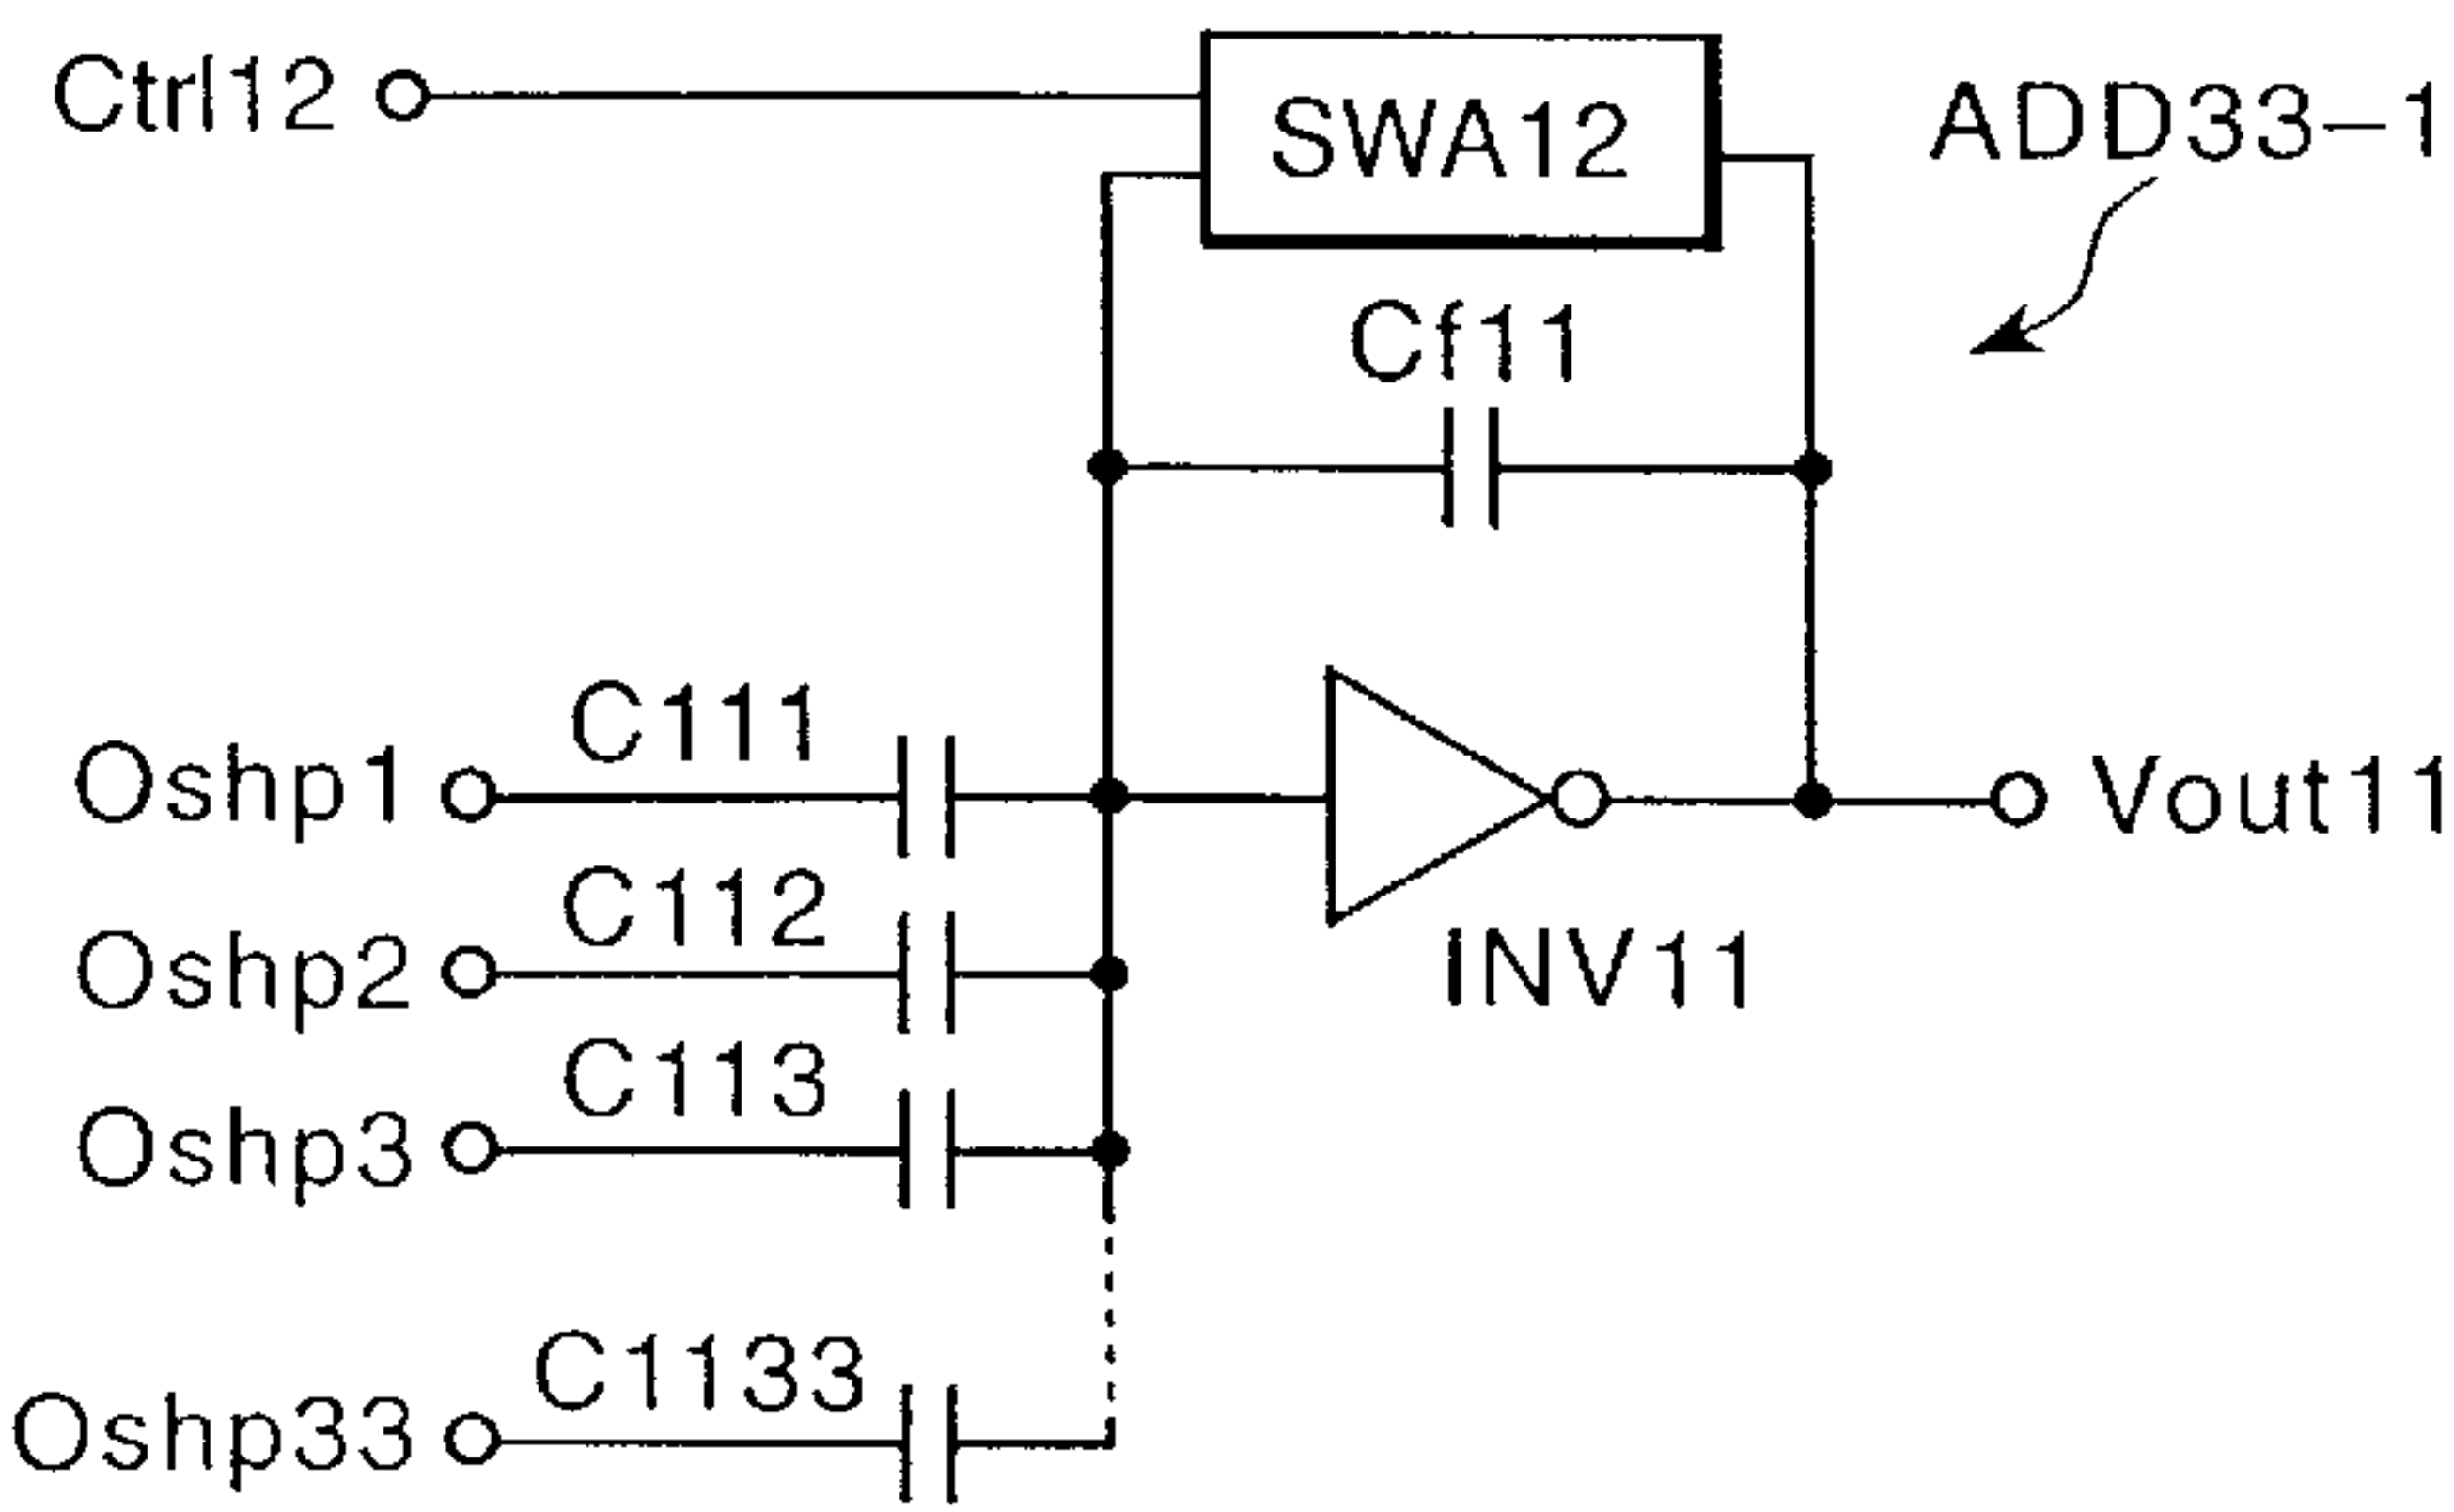 Ctrl12
SWA12
ADD33-1
Cf11
C111
Oshp1
Vout11
C112
INV11
Oshp2
C113
Oshp3
C1133
Oshp33